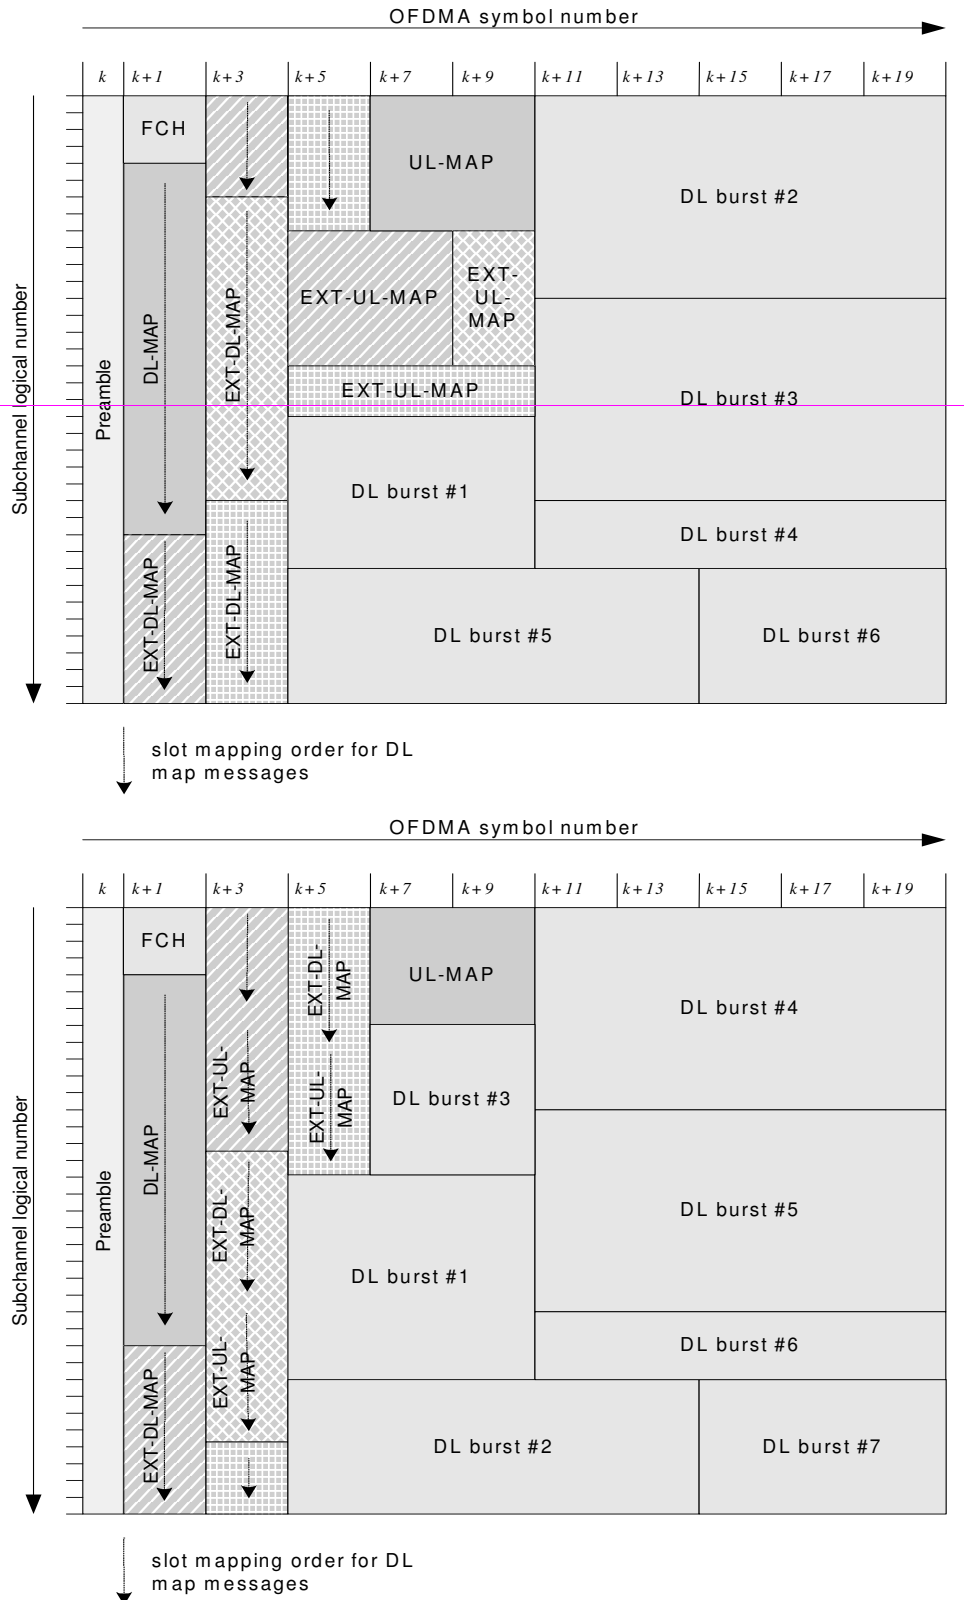 OFDMA symbol number
k k+1 k+3 k+5 k+7 k+9 k+11 k+13 k+15 k+17 k+19
Subchannel logical number
Preamble
FCH
DL-MAP
EXT-DL-MAP
EXT-DL-MAP
EXT-DL-MAP
UL-MAP
EXT-UL-MAP
EXT-
UL-
MAP
EXT-UL-MAP
DL burst #1
DL burst #2
DL burst #3
DL burst #4
DL burst #5
DL burst #6
slot mapping order for DL
map messages
OFDMA symbol number
k k+1 k+3 k+5 k+7 k+9 k+11 k+13 k+15 k+17 k+19
Subchannel logical number
Preamble
FCH
DL-MAP
EXT-DL-MAP
EXT-UL-
MAP
EXT-DL-
MAP
EXT-UL-
MAP
EXT-DL-
MAP
EXT-UL-
MAP
UL-MAP
DL burst #3
DL burst #1
DL burst #2
DL burst #4
DL burst #5
DL burst #6
DL burst #7
slot mapping order for DL
map messages